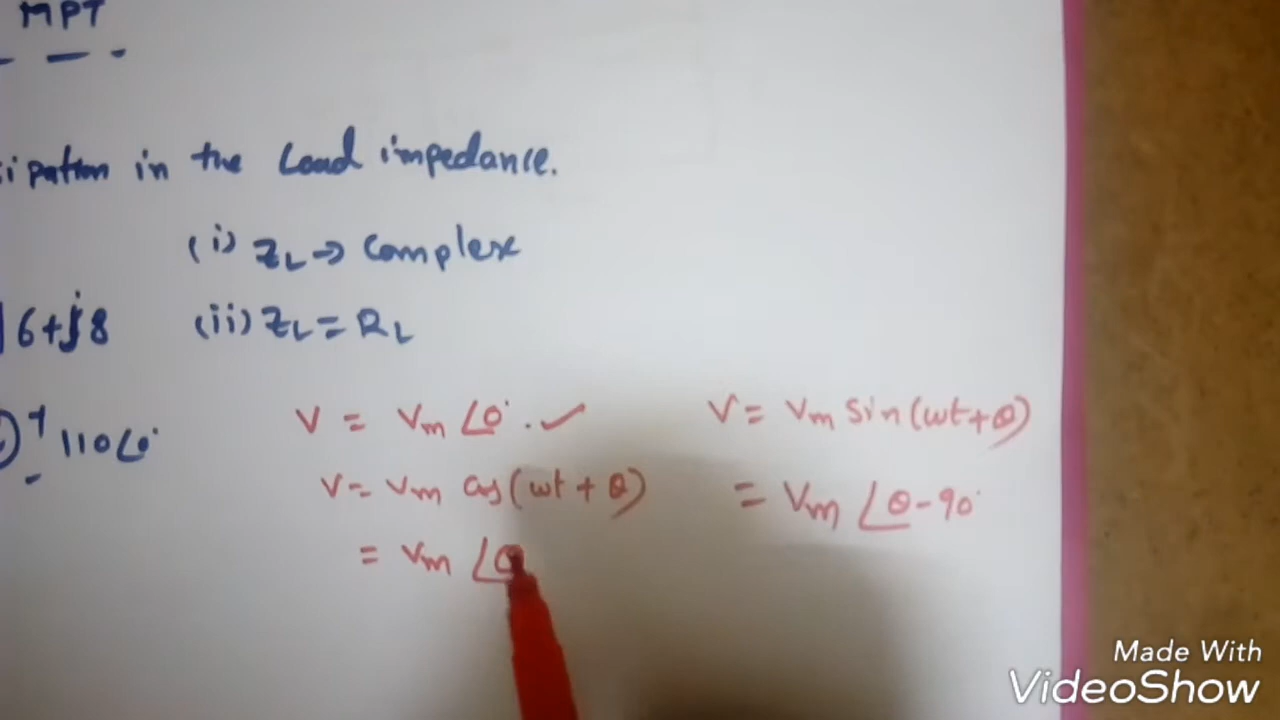 MPT
ipation in the Load impedance.
(i) ZL → Complex
6+j8 (ii) ZL = RL
110∠0°
V = Vm ∠0° . ✓
V = Vm Cos(ωt + θ)
= Vm ∠θ
V = Vm Sin(ωt + θ)
= Vm ∠θ - 90°
Made With
VideoShow